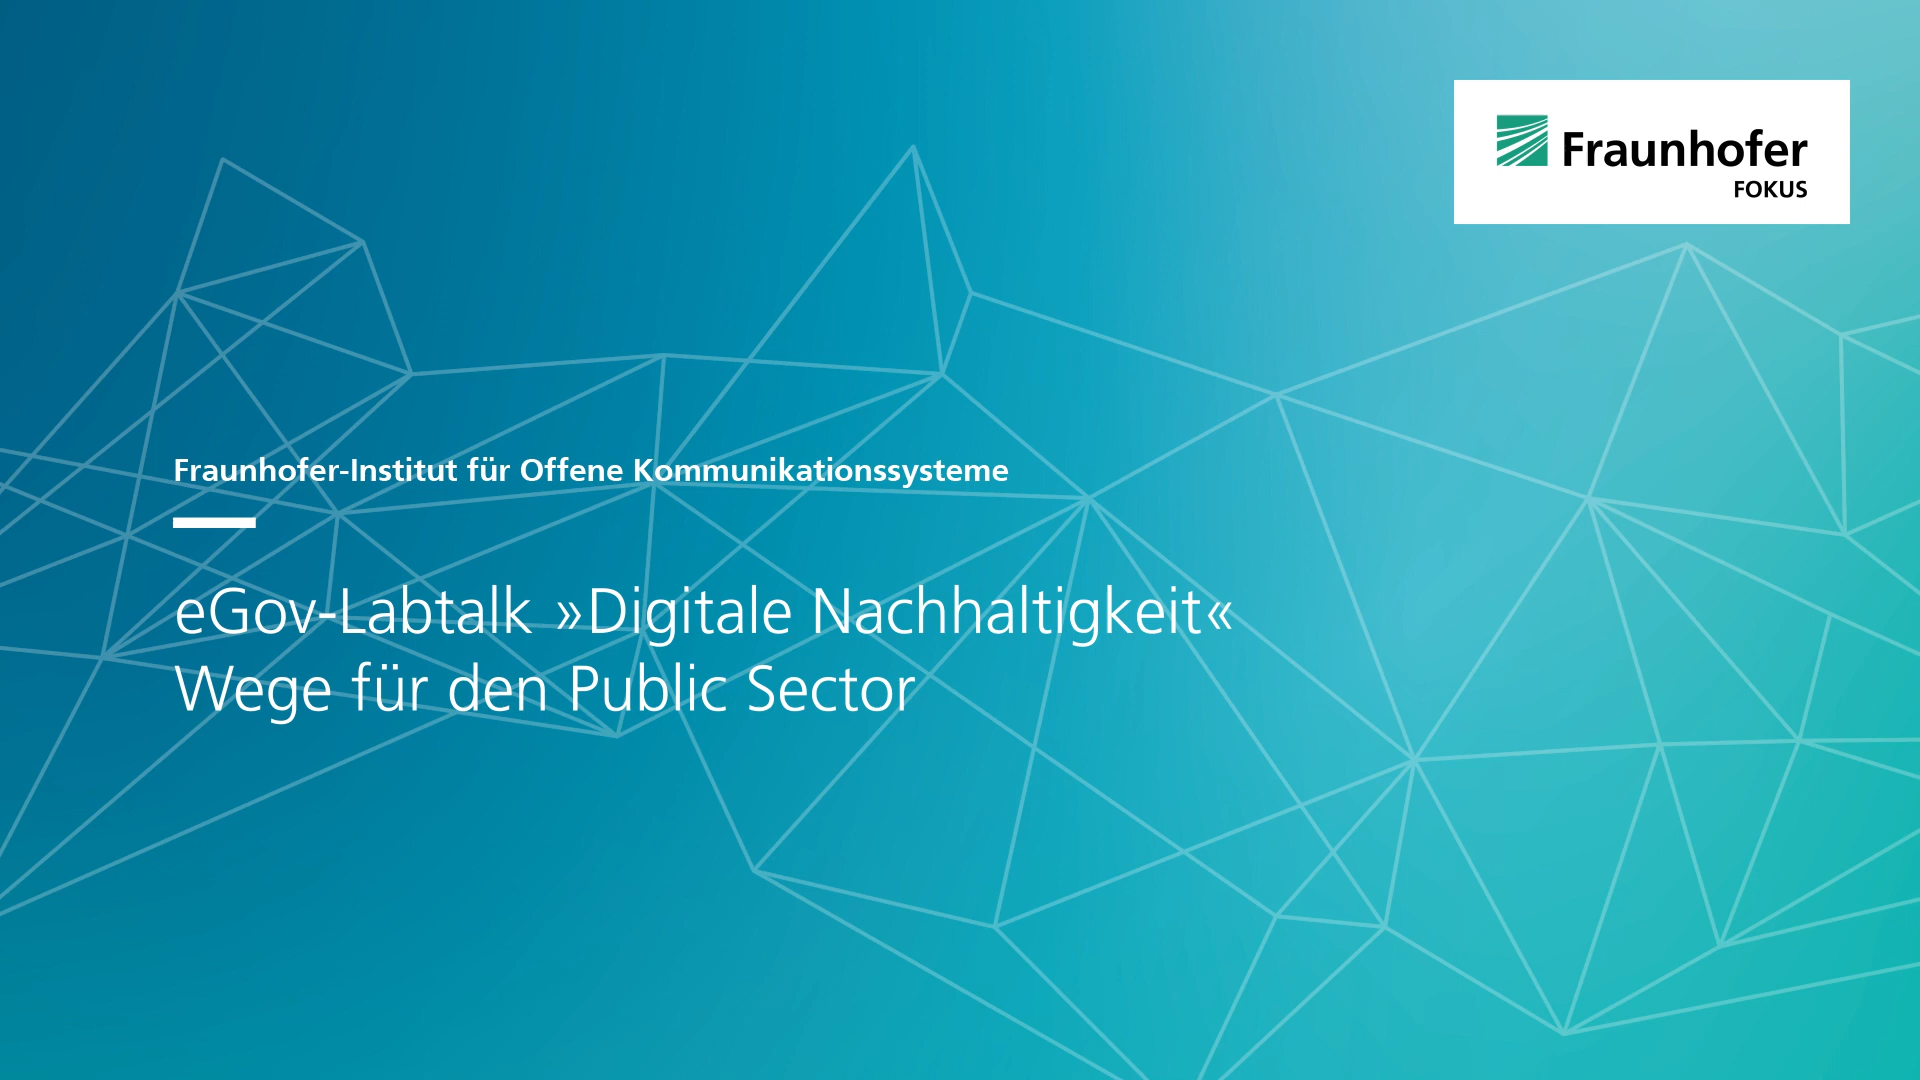 Fraunhofer
FOKUS
Fraunhofer-Institut für Offene Kommunikationssysteme
eGov-Labtalk »Digitale Nachhaltigkeit«
Wege für den Public Sector